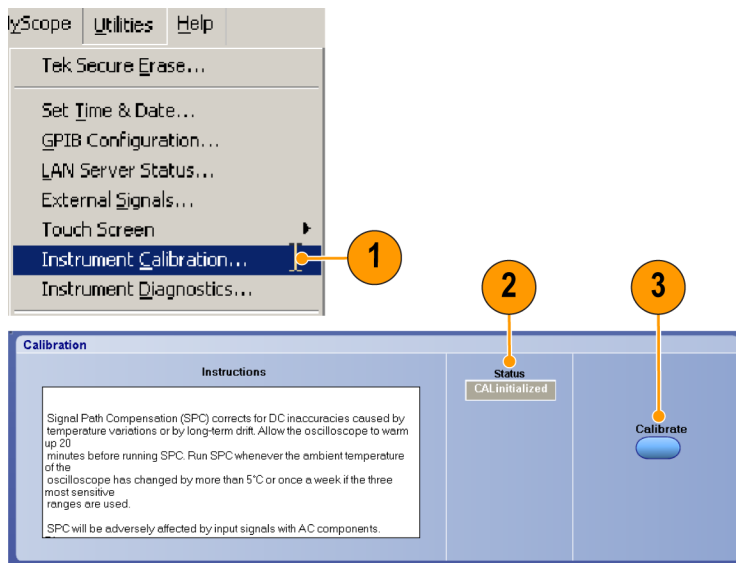 lyScope Utilities Help
Tek Secure Erase...
Set Time & Date...
GPIB Configuration...
LAN Server Status...
External Signals...
Touch Screen
Instrument Calibration...
1
Instrument Diagnostics...
2
3
Calibration
Instructions
Status
CALinitialized
Calibrate
Signal Path Compensation (SPC) corrects for DC inaccuracies caused by
temperature variations or by long-term drift. Allow the oscilloscope to warm
up 20
minutes before running SPC. Run SPC whenever the ambient temperature
of the
oscilloscope has changed by more than 5°C or once a week if the three
most sensitive
ranges are used.
SPC will be adversely affected by input signals with AC components.